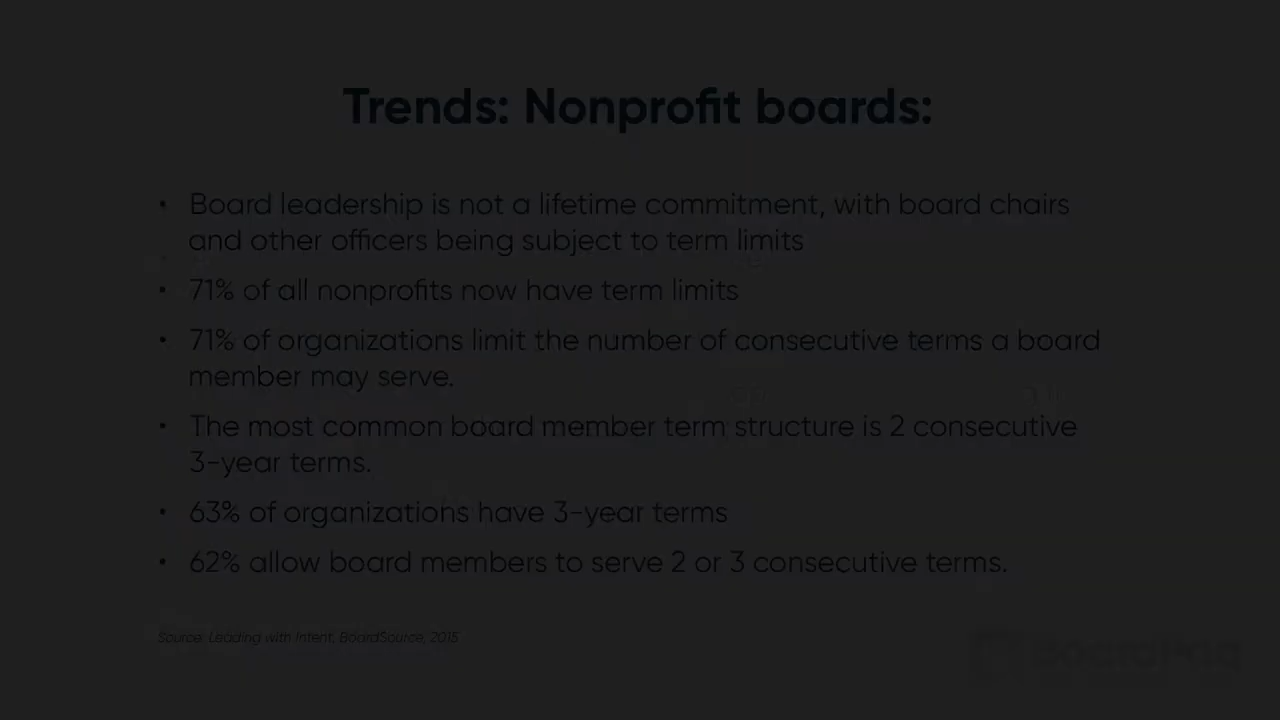 Trends: Nonprofit boards:
• Board leadership is not a lifetime commitment, with board chairs
and other officers being subject to term limits
• 71% of all nonprofits now have term limits
• 71% of organizations limit the number of consecutive terms a board
member may serve.
• The most common board member term structure is 2 consecutive
3-year terms.
• 63% of organizations have 3-year terms
• 62% allow board members to serve 2 or 3 consecutive terms.
Source: Leading with Intent, BoardSource, 2015
BoardPaq